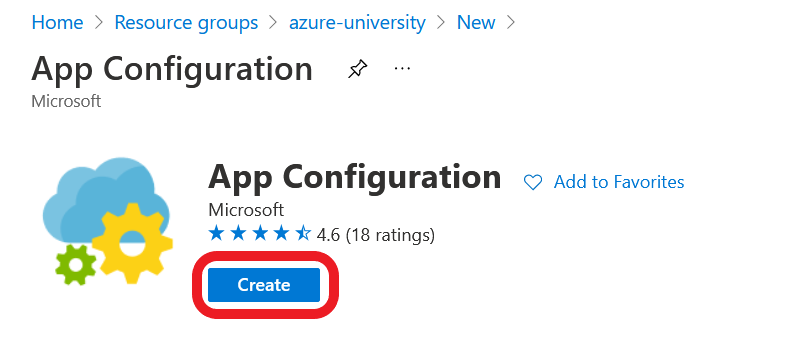 Home > Resource groups > azure-university > New >
App Configuration ...
Microsoft
App Configuration Add to Favorites
Microsoft
4.6 (18 ratings)
Create